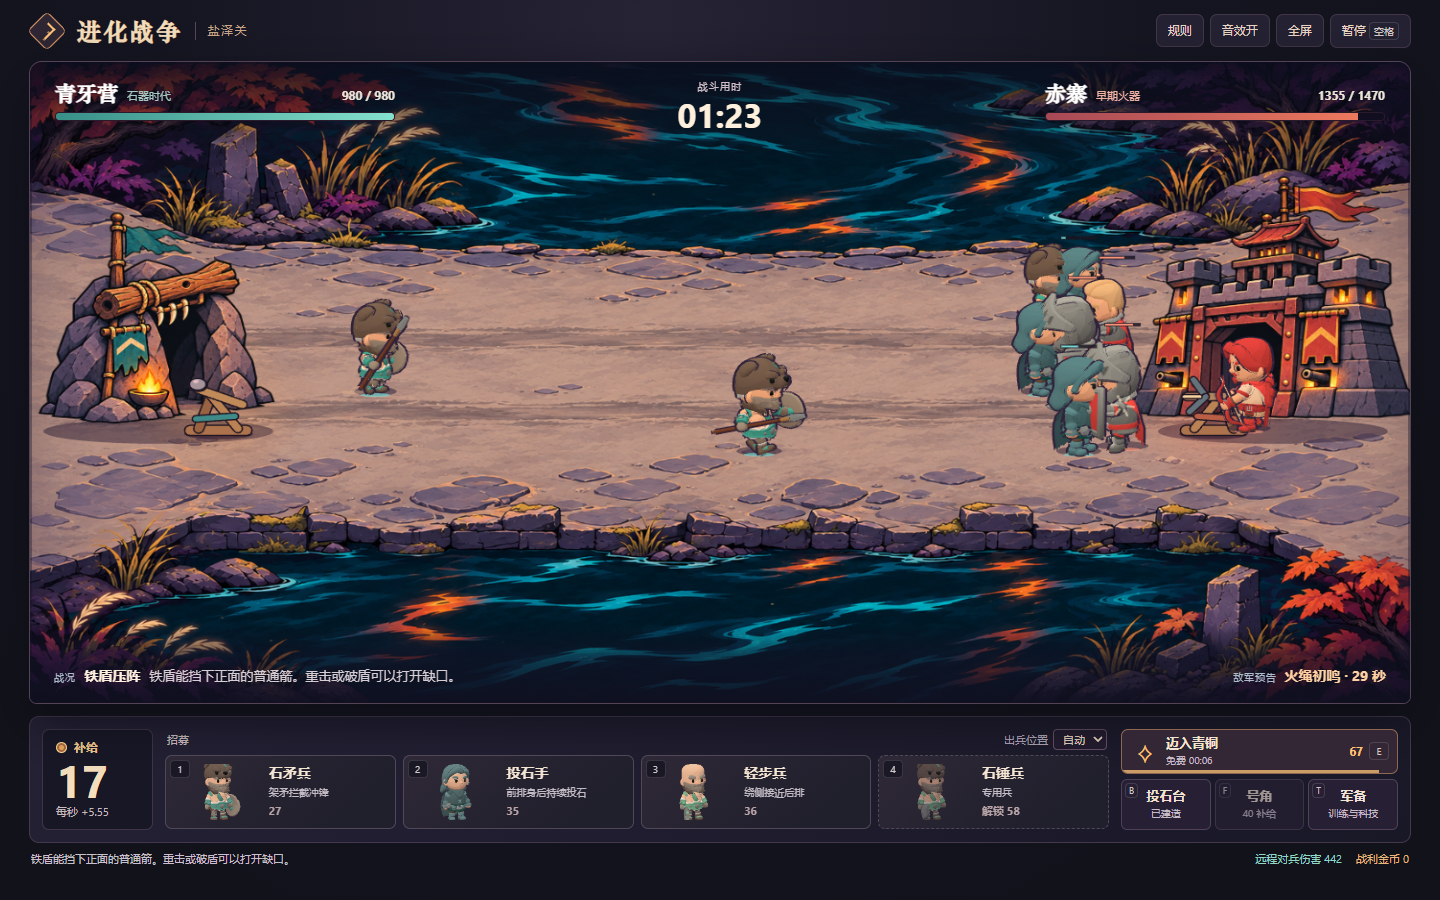 进化战争 盐泽关
规则 音效开 全屏 暂停 空格
青牙营 石器时代 980 / 980
战斗用时
01:23
赤寨 早期火器 1355 / 1470
战况 铁盾压阵 铁盾能挡下正面的普通箭。重击或破盾可以打开缺口。
敌军预告 火绳初鸣 · 29 秒
补给
17
每秒 +5.55
招募
出兵位置 自动
1 石矛兵
架矛拦截冲锋
27
2 投石手
前排身后持续投石
35
3 轻步兵
绕侧接近后排
36
4 石锤兵
专用兵
解锁 58
迈入青铜 67 E
免费 00:06
B 投石台
已建造
F 号角
40 补给
T 军备
训练与科技
铁盾能挡下正面的普通箭。重击或破盾可以打开缺口。
远程对兵伤害 442 战利金币 0